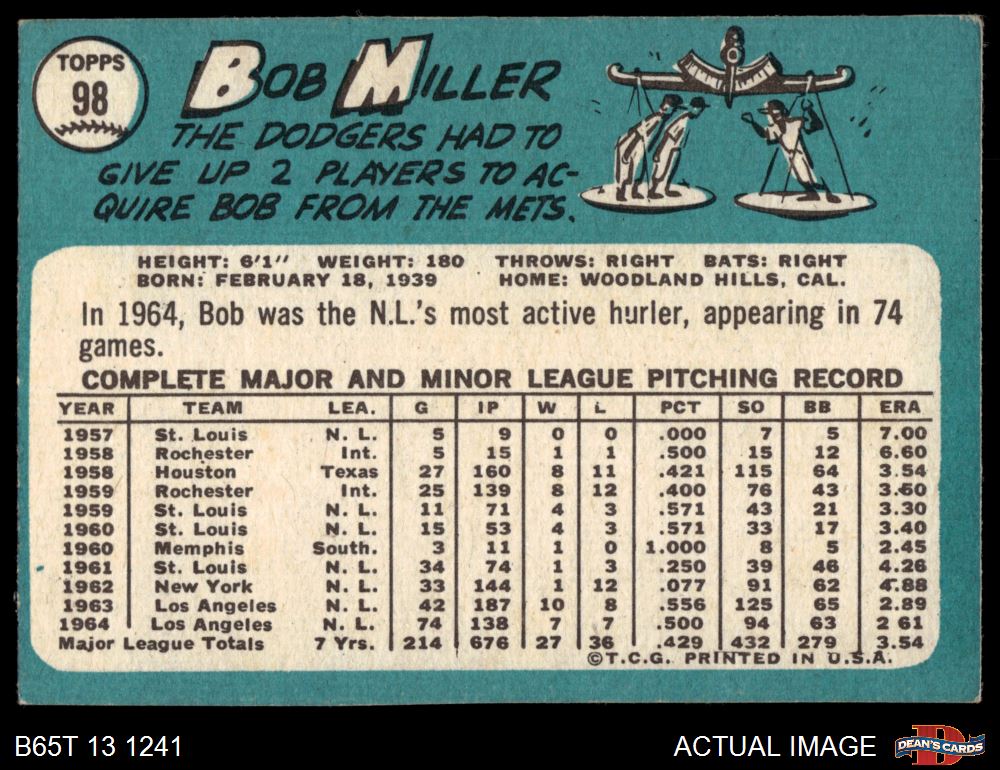 TOPPS
98
BOB MILLER
THE DODGERS HAD TO
GIVE UP 2 PLAYERS TO AC-
QUIRE BOB FROM THE METS.
HEIGHT: 6'1" WEIGHT: 180 THROWS: RIGHT BATS: RIGHT
BORN: FEBRUARY 18, 1939 HOME: WOODLAND HILLS, CAL.
In 1964, Bob was the N.L.'s most active hurler, appearing in 74
games.
COMPLETE MAJOR AND MINOR LEAGUE PITCHING RECORD
YEAR TEAM LEA. G IP W L PCT SO BB ERA
1957 St. Louis N. L. 5 9 0 0 .000 7 5 7.00
1958 Rochester Int. 5 15 1 1 .500 15 12 6.60
1958 Houston Texas 27 160 8 11 .421 115 64 3.54
1959 Rochester Int. 25 139 8 12 .400 76 43 3.50
1959 St. Louis N. L. 11 71 4 3 .571 43 21 3.30
1960 St. Louis N. L. 15 53 4 3 .571 33 17 3.40
1960 Memphis South. 3 11 1 0 1.000 8 5 2.45
1961 St. Louis N. L. 34 74 1 3 .250 39 46 4.26
1962 New York N. L. 33 144 1 12 .077 91 62 4.88
1963 Los Angeles N. L. 42 187 10 8 .556 125 65 2.89
1964 Los Angeles N. L. 74 138 7 7 .500 94 63 2 61
Major League Totals 7 Yrs. 214 676 27 36 .429 432 279 3.54
©T.C.G. PRINTED IN U.S.A.
B65T 13 1241
ACTUAL IMAGE
DEAN'S CARDS